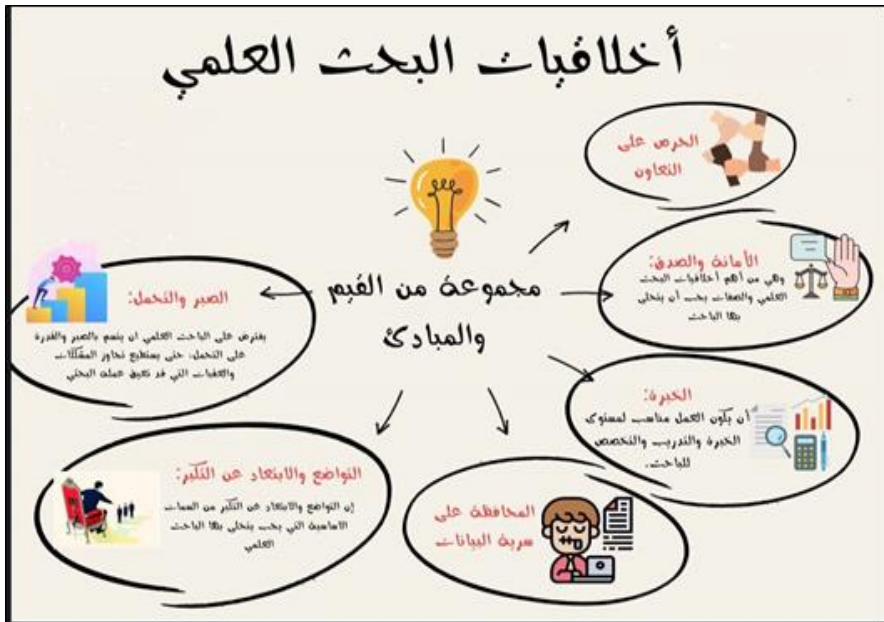 أخلاقيات البحث العلمي
الحرص على
التعاون
الأمانة والصدق:
وهي من أهم أخلاقيات البحث
العلمي والصفات يجب أن يتحلى
بها الباحث
الخبرة:
أن يكون العمل مناسب لمستوى
الخبرة والتدريب والتخصص
للباحث.
مجموعة من القيم
والمبادئ
المحافظة على
سرية البيانات
الصبر والتحمل:
يفترض على الباحث العلمي ان يتسم بالصبر والقدرة
على التحمل، حتى يستطيع تجاوز المشكلات
والعقبات التي قد تعيق عمله البحثي
التواضع والابتعاد عن التكبر:
إن التواضع والابتعاد عن التكبر من السمات
الاساسية التي يجب يتحلى بها الباحث
العلمي